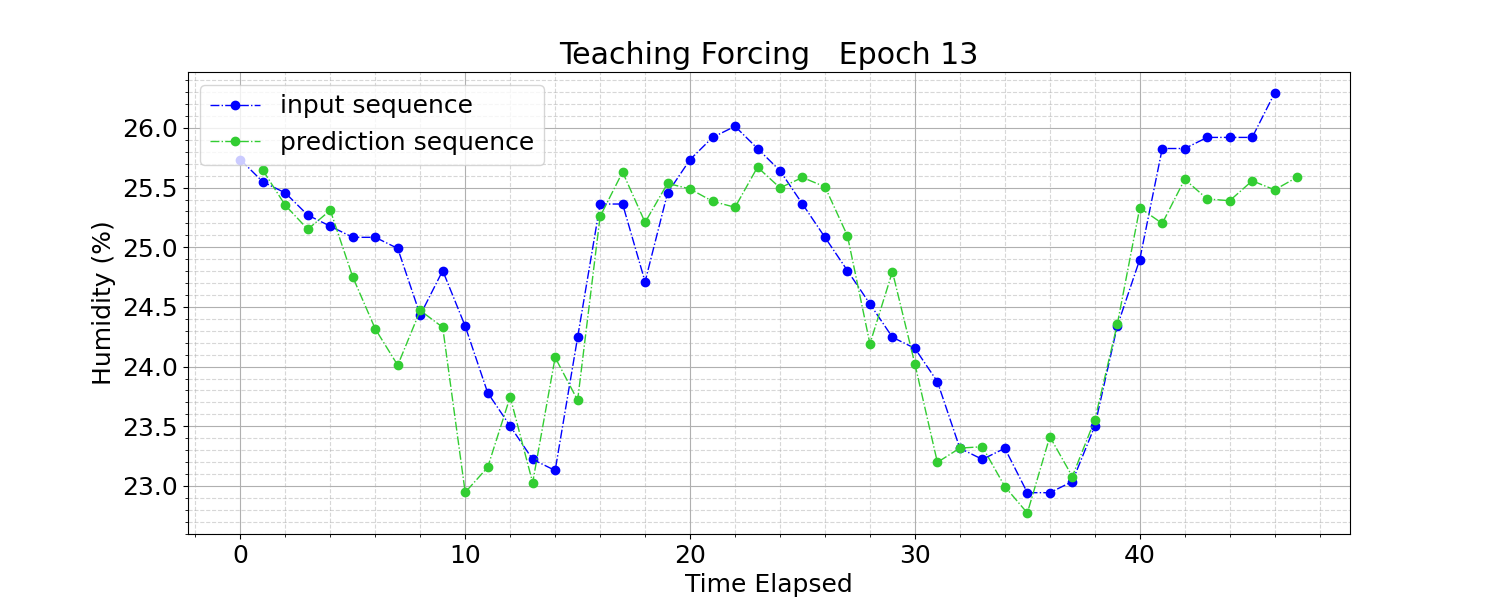 Teaching Forcing   Epoch 13
input sequence
prediction sequence
Humidity (%)
26.0
25.5
25.0
24.5
24.0
23.5
23.0
0 10 20 30 40
Time Elapsed